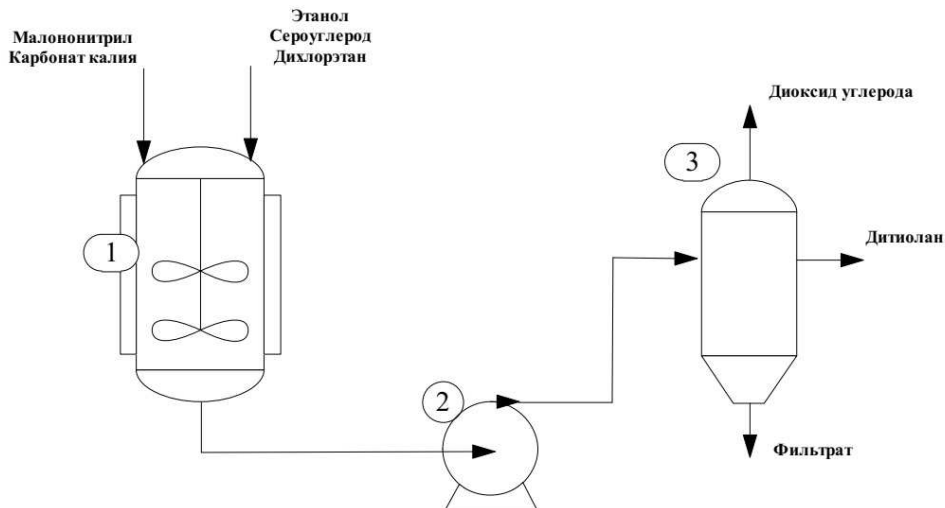 Малононитрил
Карбонат калия
Этанол
Сероуглерод
Дихлорэтан
1
2
3
Диоксид углерода
Дитиолан
Фильтрат